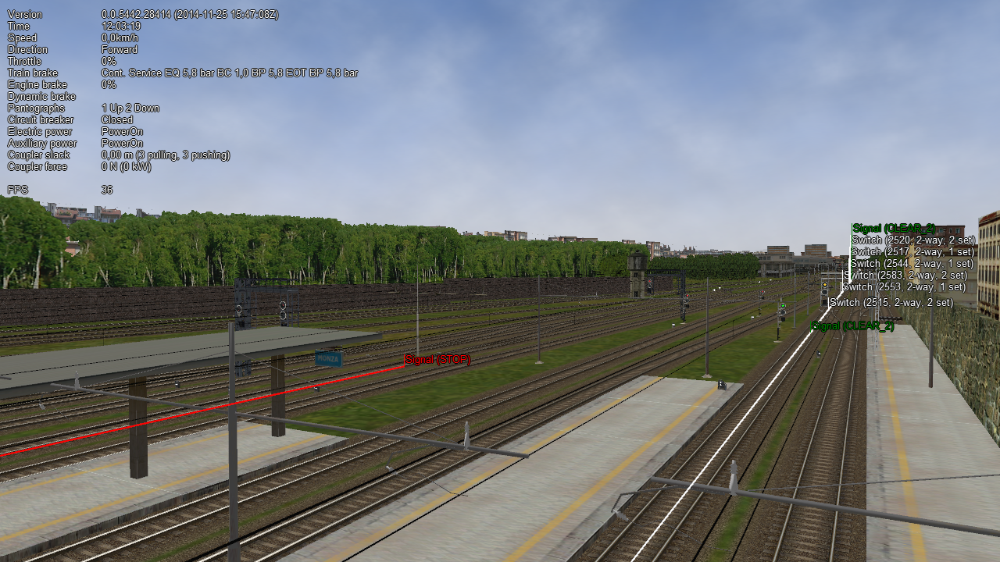 Version 0.0.5442.28414 (2014-11-25 15:47:08Z)
Time 12:03:19
Speed 0,0km/h
Direction Forward
Throttle 0%
Train brake Cont. Service EQ 5,8 bar BC 1,0 BP 5,8 EOT BP 5,8 bar
Engine brake 0%
Dynamic brake
Pantographs 1 Up 2 Down
Circuit breaker Closed
Electric power PowerOn
Auxiliary power PowerOn
Coupler slack 0,00 m (3 pulling, 3 pushing)
Coupler force 0 N (0 kW)
FPS 36
Signal (CLEAR_2)
Switch (2520, 2-way, 2 set)
Switch (2517, 2-way, 1 set)
Switch (2544, 2-way, 1 set)
Switch (2583, 2-way, 2 set)
Switch (2553, 2-way, 1 set)
Switch (2515, 2-way, 2 set)
Signal (CLEAR_2)
Signal (STOP)
MONZA